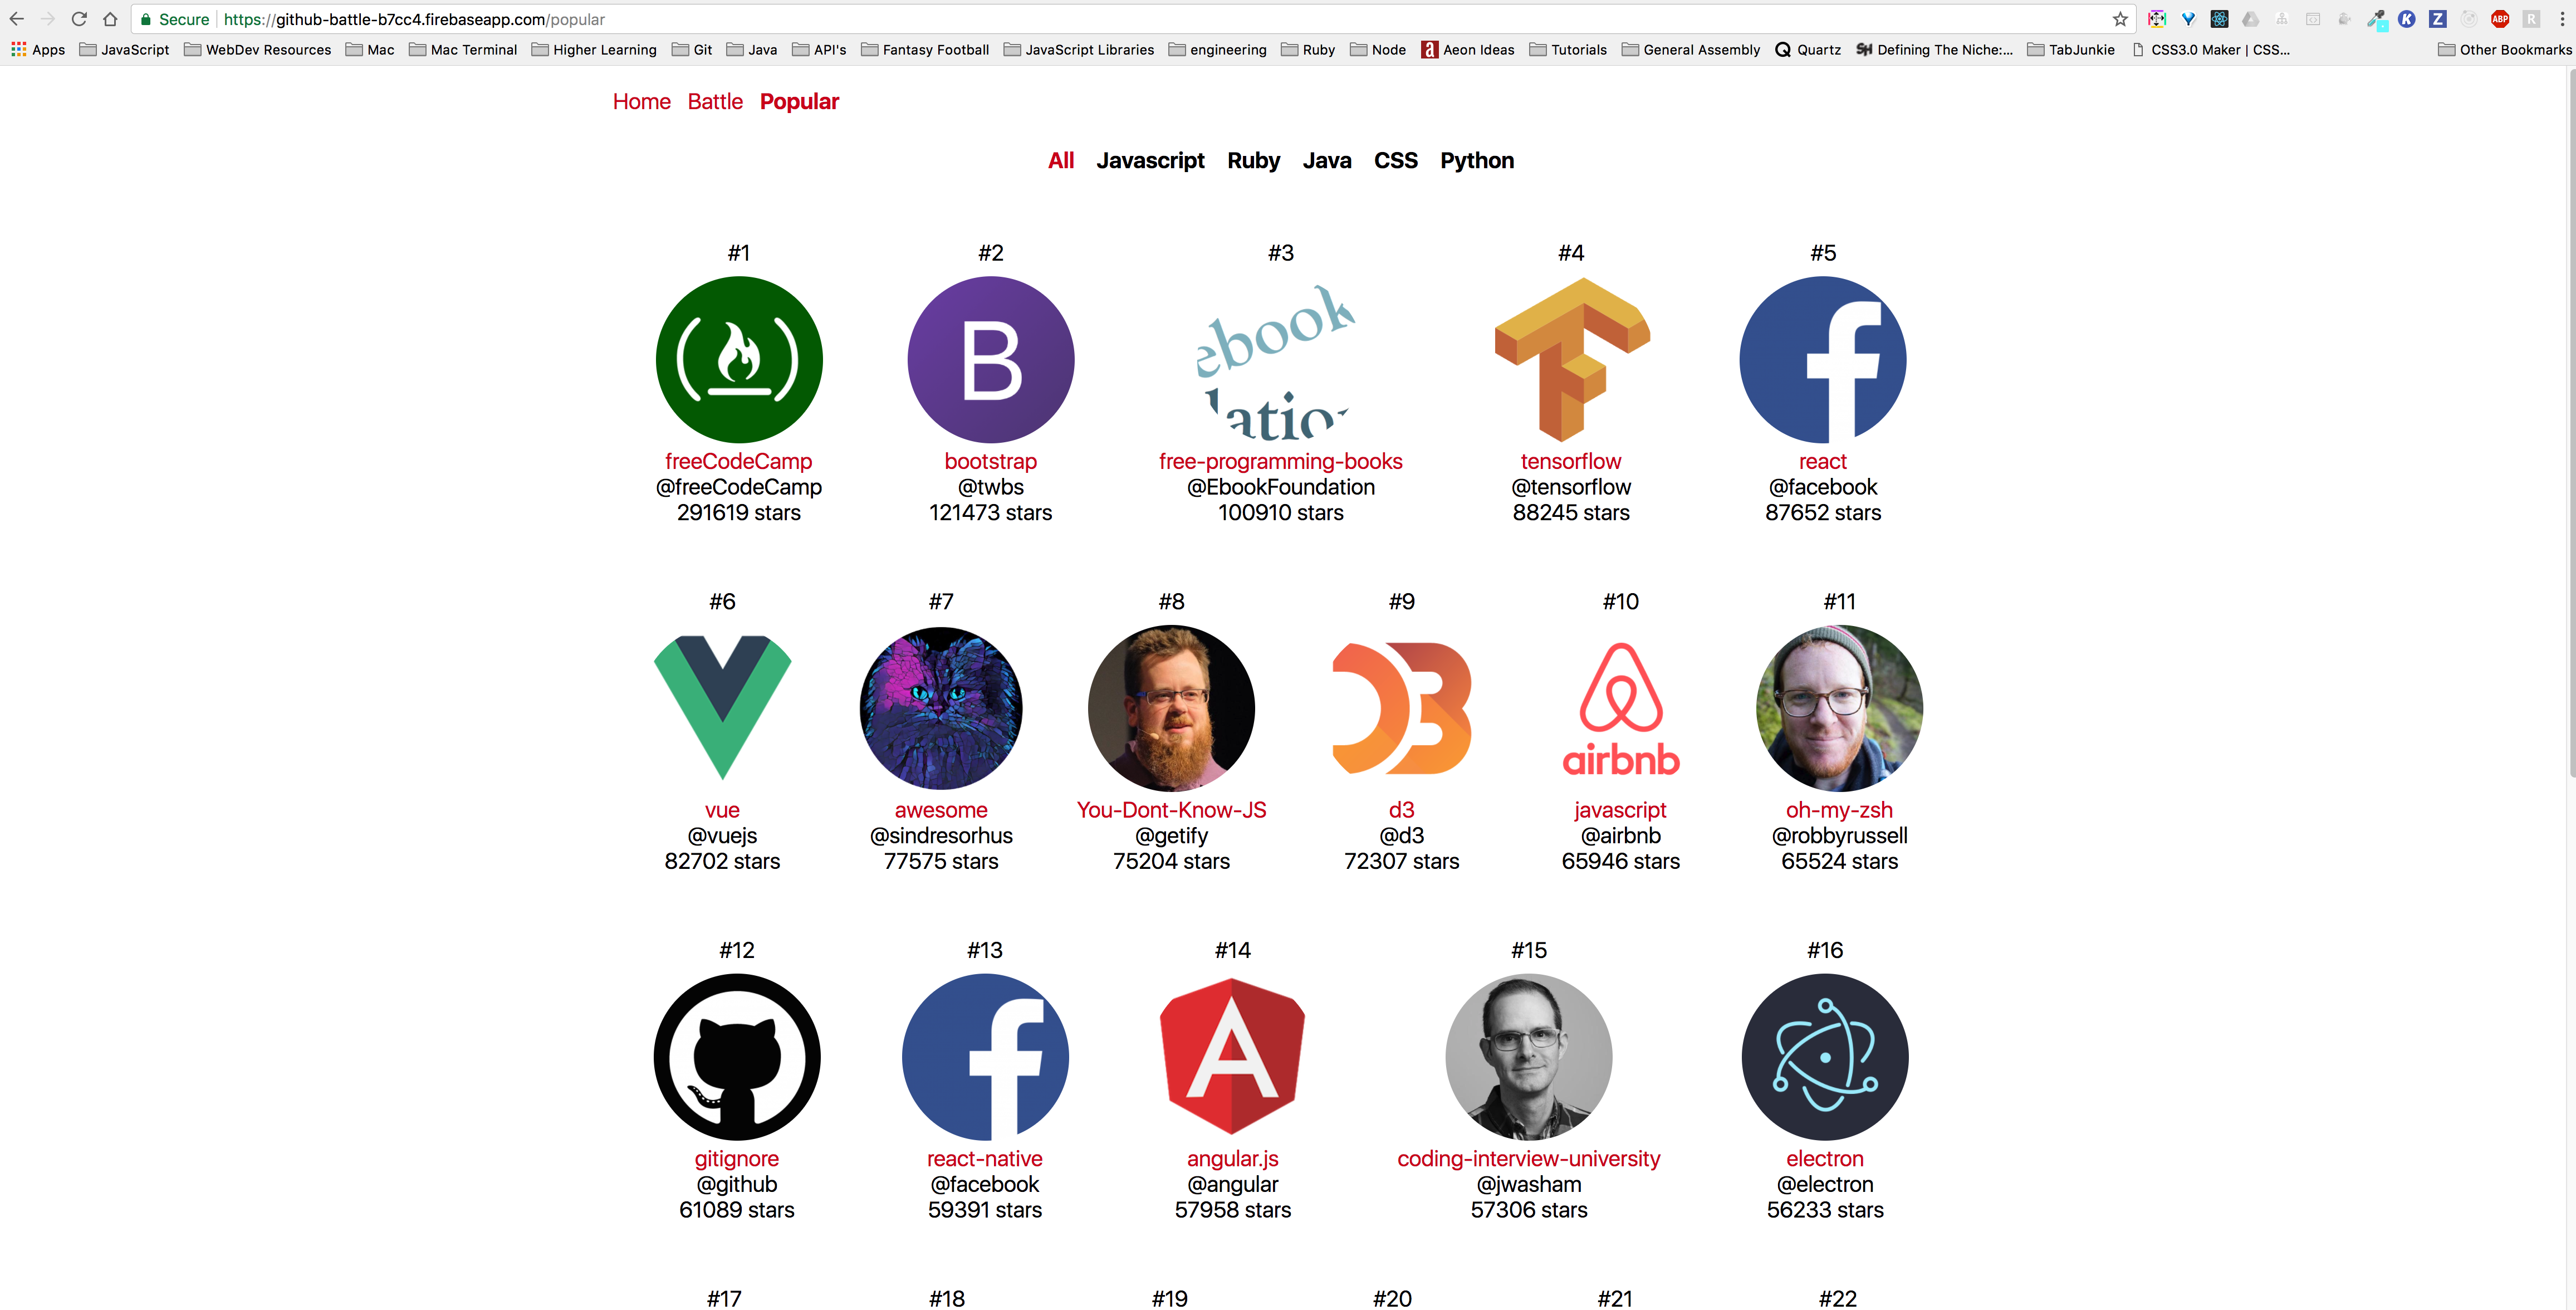 Secure https://github-battle-b7cc4.firebaseapp.com/popular
ABP
Apps JavaScript WebDev Resources Mac Mac Terminal Higher Learning Git Java API's Fantasy Football JavaScript Libraries engineering Ruby Node Aeon Ideas Tutorials General Assembly Quartz Defining The Niche:... TabJunkie CSS3.0 Maker | CSS... Other Bookmarks
Home Battle Popular
All Javascript Ruby Java CSS Python
#1 #2 #3 #4 #5
ebook
datio
freeCodeCamp bootstrap free-programming-books tensorflow react
@freeCodeCamp @twbs @EbookFoundation @tensorflow @facebook
291619 stars 121473 stars 100910 stars 88245 stars 87652 stars
#6 #7 #8 #9 #10 #11
airbnb
vue awesome You-Dont-Know-JS d3 javascript oh-my-zsh
@vuejs @sindresorhus @getify @d3 @airbnb @robbyrussell
82702 stars 77575 stars 75204 stars 72307 stars 65946 stars 65524 stars
#12 #13 #14 #15 #16
gitignore react-native angular.js coding-interview-university electron
@github @facebook @angular @jwasham @electron
61089 stars 59391 stars 57958 stars 57306 stars 56233 stars
#17 #18 #19 #20 #21 #22